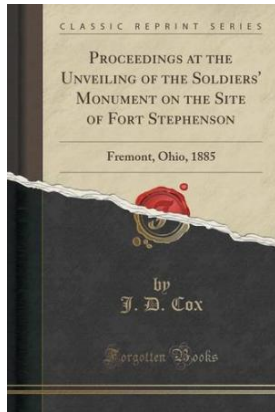 CLASSIC REPRINT SERIES
PROCEEDINGS AT THE
UNVEILING OF THE SOLDIERS'
MONUMENT ON THE SITE
OF FORT STEPHENSON
Fremont, Ohio, 1885
by
J. D. Cox
Forgotten Books